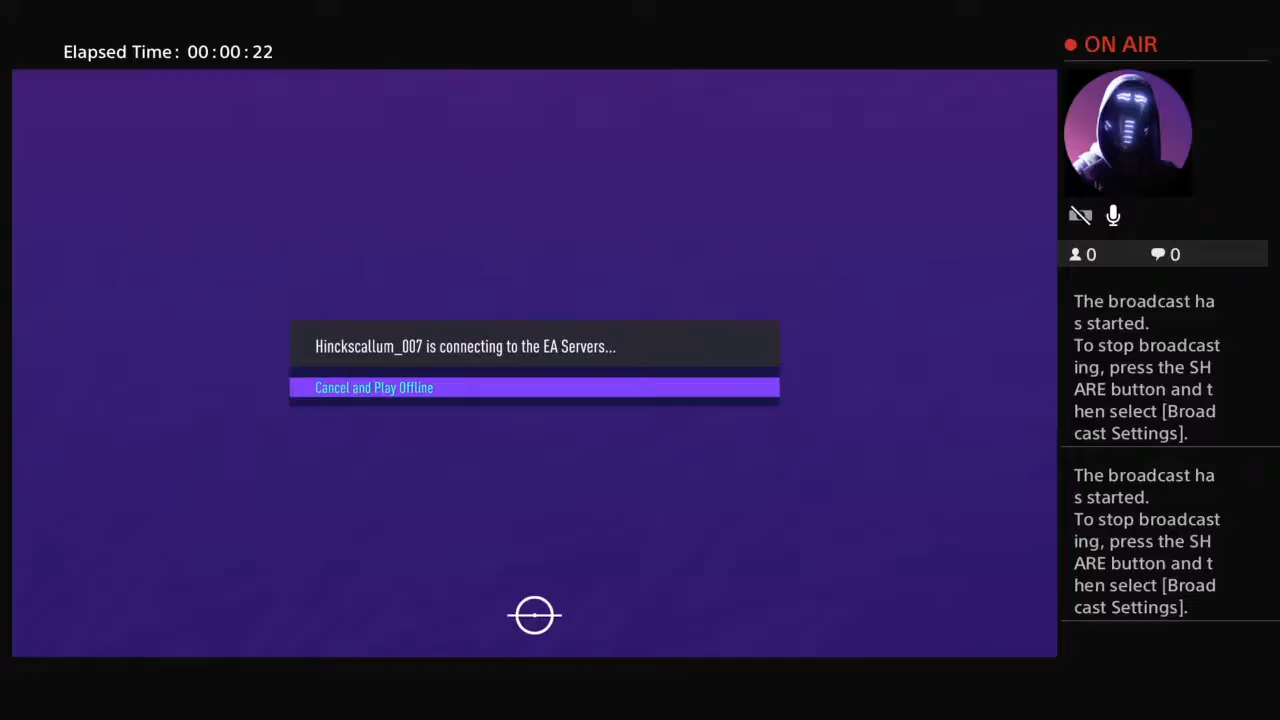 Elapsed Time: 00:00:22
ON AIR
Hinckscallum_007 is connecting to the EA Servers...
Cancel and Play Offline
0
0
The broadcast ha
s started.
To stop broadcast
ing, press the SH
ARE button and t
hen select [Broad
cast Settings].
The broadcast ha
s started.
To stop broadcast
ing, press the SH
ARE button and t
hen select [Broad
cast Settings].